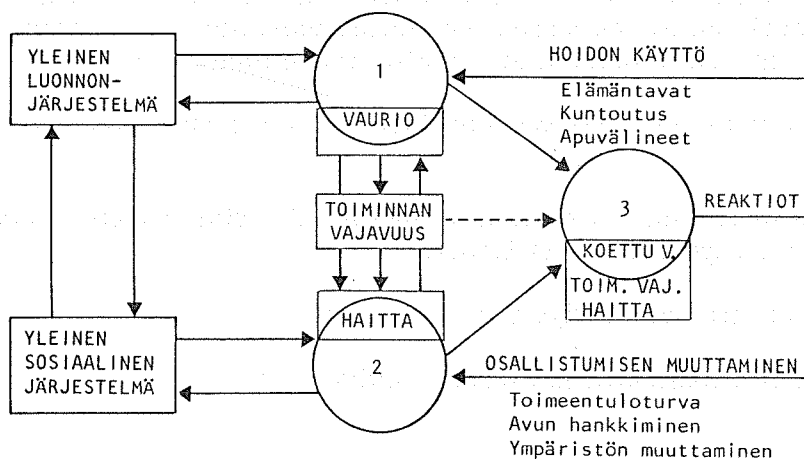 YLEINEN
LUONNON-
JÄRJESTELMÄ
1
VAURIO
HOIDON KÄYTTÖ
Elämäntavat
Kuntoutus
Apuvälineet
TOIMINNAN
VAJAVUUS
3
KOETTU V.
TOIM. VAJ.
HAITTA
REAKTIOT
YLEINEN
SOSIAALINEN
JÄRJESTELMÄ
HAITTA
2
OSALLISTUMISEN MUUTTAMINEN
Toimeentuloturva
Avun hankkiminen
Ympäristön muuttaminen